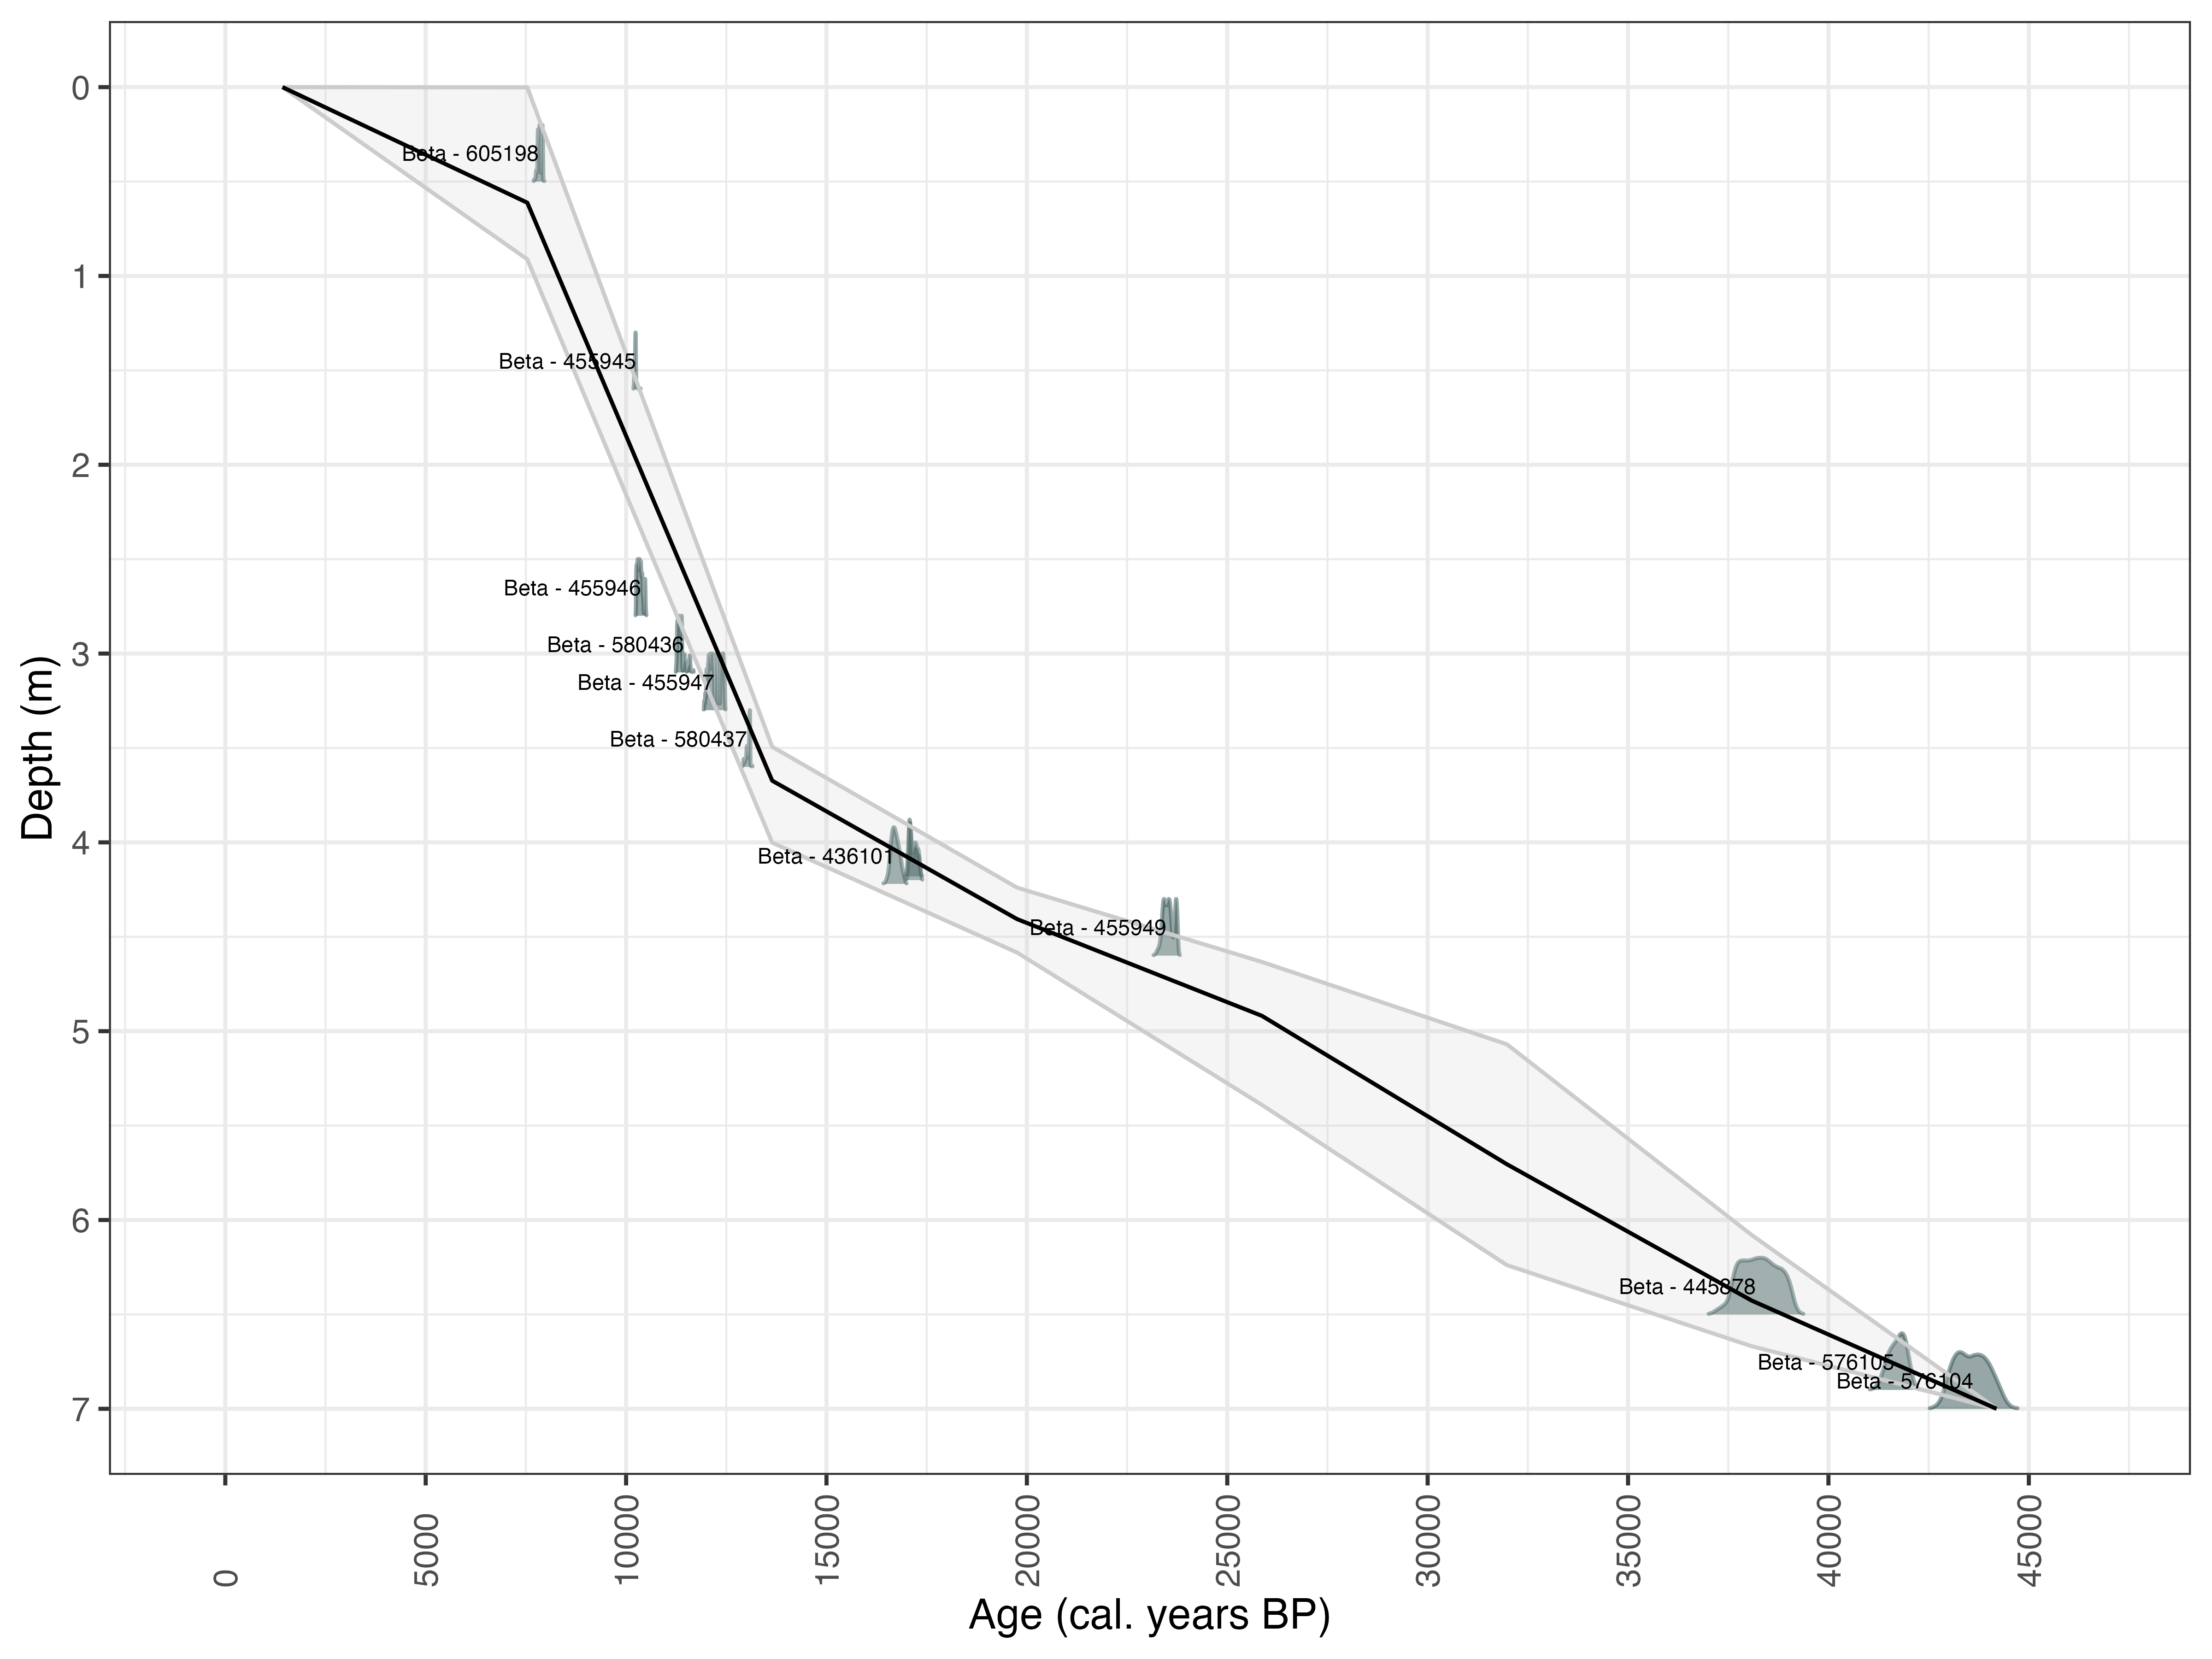 Depth (m)
0
1
2
3
4
5
6
7
Beta - 605198
Beta - 455945
Beta - 455946
Beta - 580436
Beta - 455947
Beta - 580437
Beta - 436101
Beta - 455949
Beta - 445878
Beta - 576105
Beta - 576104
0
50000
10000
15000
20000
25000
30000
35000
40000
45000
Age (cal. years BP)